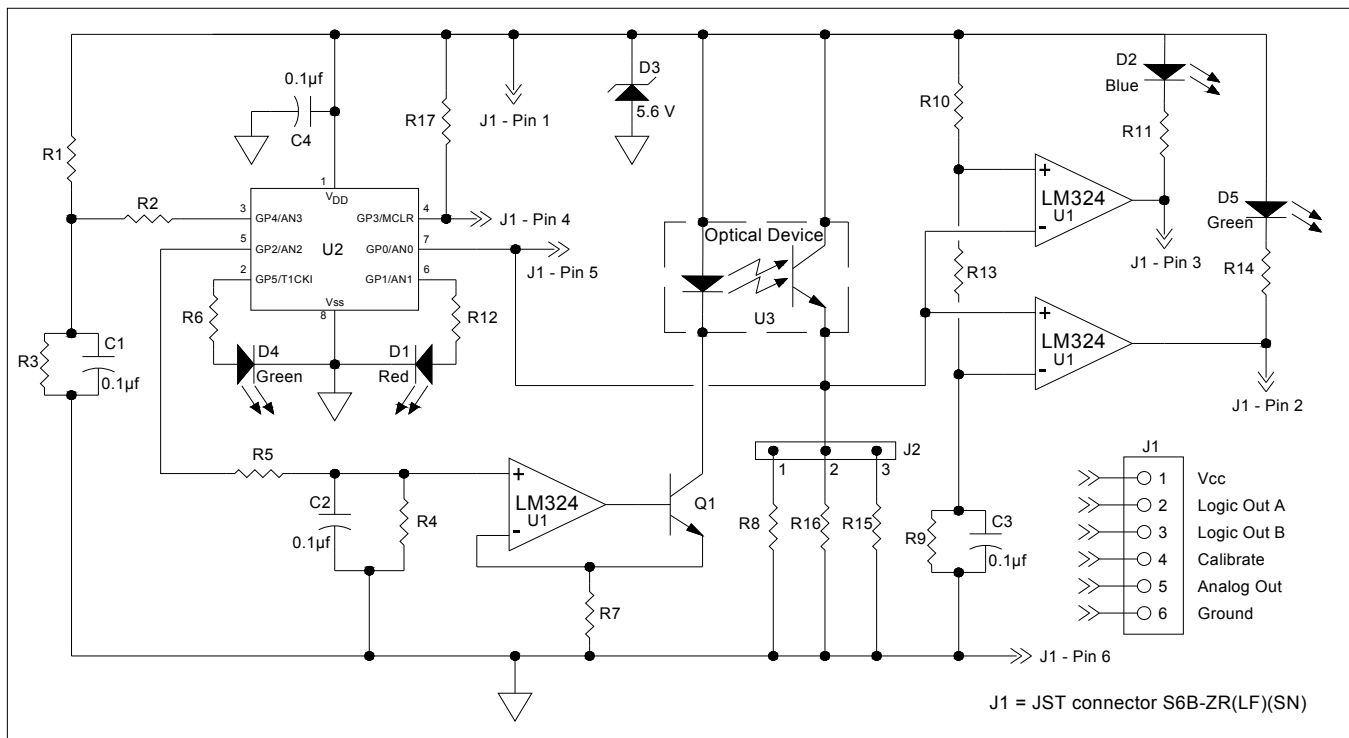 0.1µf
C4
R17
J1 - Pin 1
D3
5.6 V
R10
D2
Blue
R11
R1
R2
1
VDD
3
GP4/AN3
GP3/MCLR
4
J1 - Pin 4
5
GP2/AN2
U2
GP0/AN0
7
J1 - Pin 5
2
GP5/T1CKI
GP1/AN1
6
Vss
8
R6
R12
D4
Green
D1
Red
R3
C1
0.1µf
Optical Device
U3
+
LM324
U1
-
J1 - Pin 3
D5
Green
R14
R13
+
LM324
U1
-
J1 - Pin 2
R5
C2
0.1µf
R4
+
LM324
U1
-
Q1
R7
J2
1
2
3
R8
R16
R15
R9
C3
0.1µf
J1 - Pin 6
J1
1 Vcc
2 Logic Out A
3 Logic Out B
4 Calibrate
5 Analog Out
6 Ground
J1 = JST connector S6B-ZR(LF)(SN)